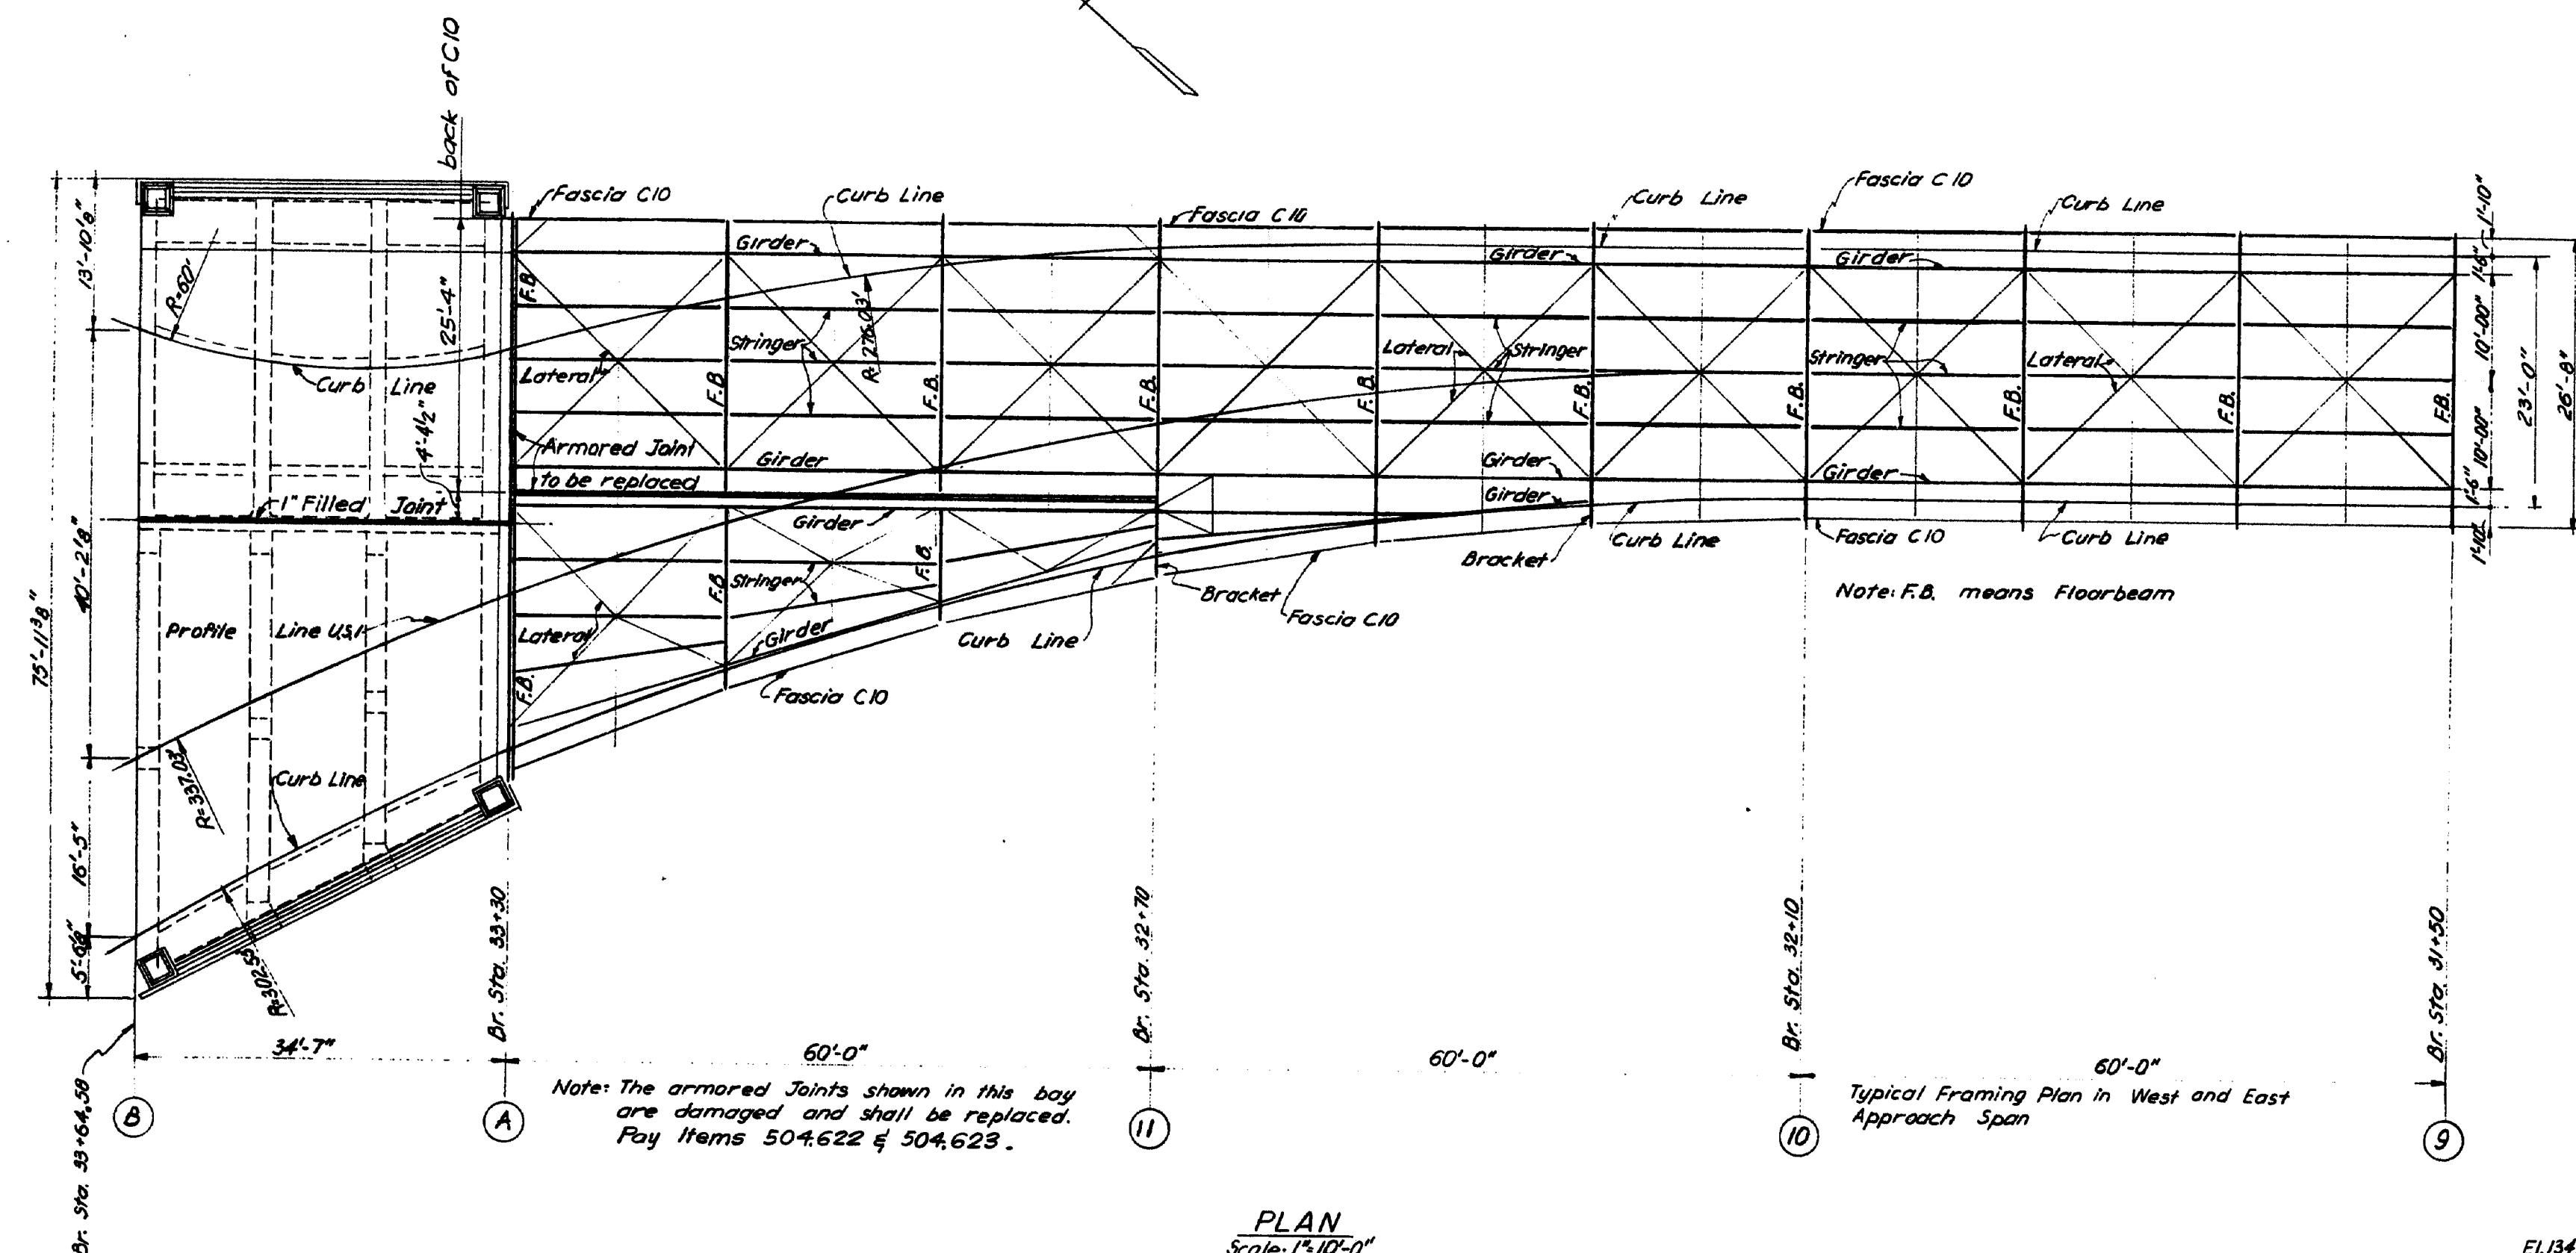 back of C10
Fascia C10
Curb Line
Fascia C10
Curb Line
Fascia C10
Curb Line
1'-10"
13'-10⅛"
R=60'
25'-4"
F.B.
Girder
Girder
Girder
1'-6"
R=276.03'
Stringer
Lateral
F.B.
F.B.
F.B.
F.B.
Lateral
Stringer
F.B.
F.B.
Stringer
Lateral
F.B.
F.B.
F.B.
10'-00"
23'-0"
26'-8"
Curb Line
4'-4½"
Armored Joint
to be replaced
Girder
Girder
Girder
Girder
10'-00"
1'-6"
1'-10"
1" Filled Joint
Girder
Bracket
Curb Line
Fascia C10
Curb Line
40'-2⅛"
75'-11⅜"
Profile Line U.S.1
F.B.
Stringer
F.B.
Lateral
Girder
F.B.
Fascia C10
Curb Line
Bracket
Fascia C10
Note: F.B. means Floorbeam
R=337.03'
Curb Line
16'-5"
R=302.53'
Br. Sta. 33+64.58
Br. Sta. 33+30
Br. Sta. 32+70
Br. Sta. 32+10
Br. Sta. 31+50
34'-7"
60'-0"
60'-0"
60'-0"
Note: The armored Joints shown in this bay
are damaged and shall be replaced.
Pay Items 504.622 & 504.623.
Typical Framing Plan in West and East
Approach Span
B
A
11
10
9
PLAN
Scale: 1"=10'-0"